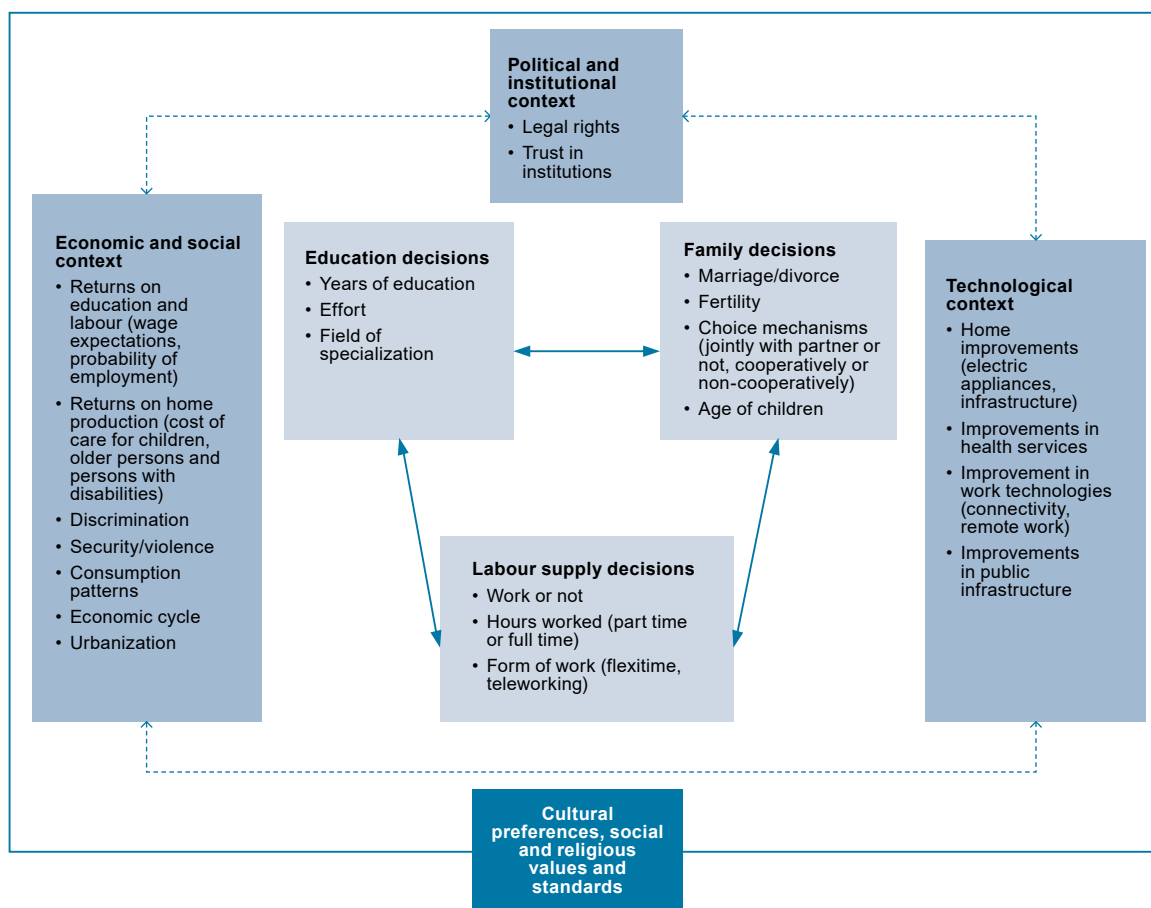 Political and
institutional
context
• Legal rights
• Trust in
institutions
Economic and social
context
• Returns on
education and
labour (wage
expectations,
probability of
employment)
• Returns on home
production (cost of
care for children,
older persons and
persons with
disabilities)
• Discrimination
• Security/violence
• Consumption
patterns
• Economic cycle
• Urbanization
Education decisions
• Years of education
• Effort
• Field of
specialization
Family decisions
• Marriage/divorce
• Fertility
• Choice mechanisms
(jointly with partner or
not, cooperatively or
non-cooperatively)
• Age of children
Technological
context
• Home
improvements
(electric
appliances,
infrastructure)
• Improvements in
health services
• Improvement in
work technologies
(connectivity,
remote work)
• Improvements
in public
infrastructure
Labour supply decisions
• Work or not
• Hours worked (part time
or full time)
• Form of work (flexitime,
teleworking)
Cultural
preferences, social
and religious
values and
standards